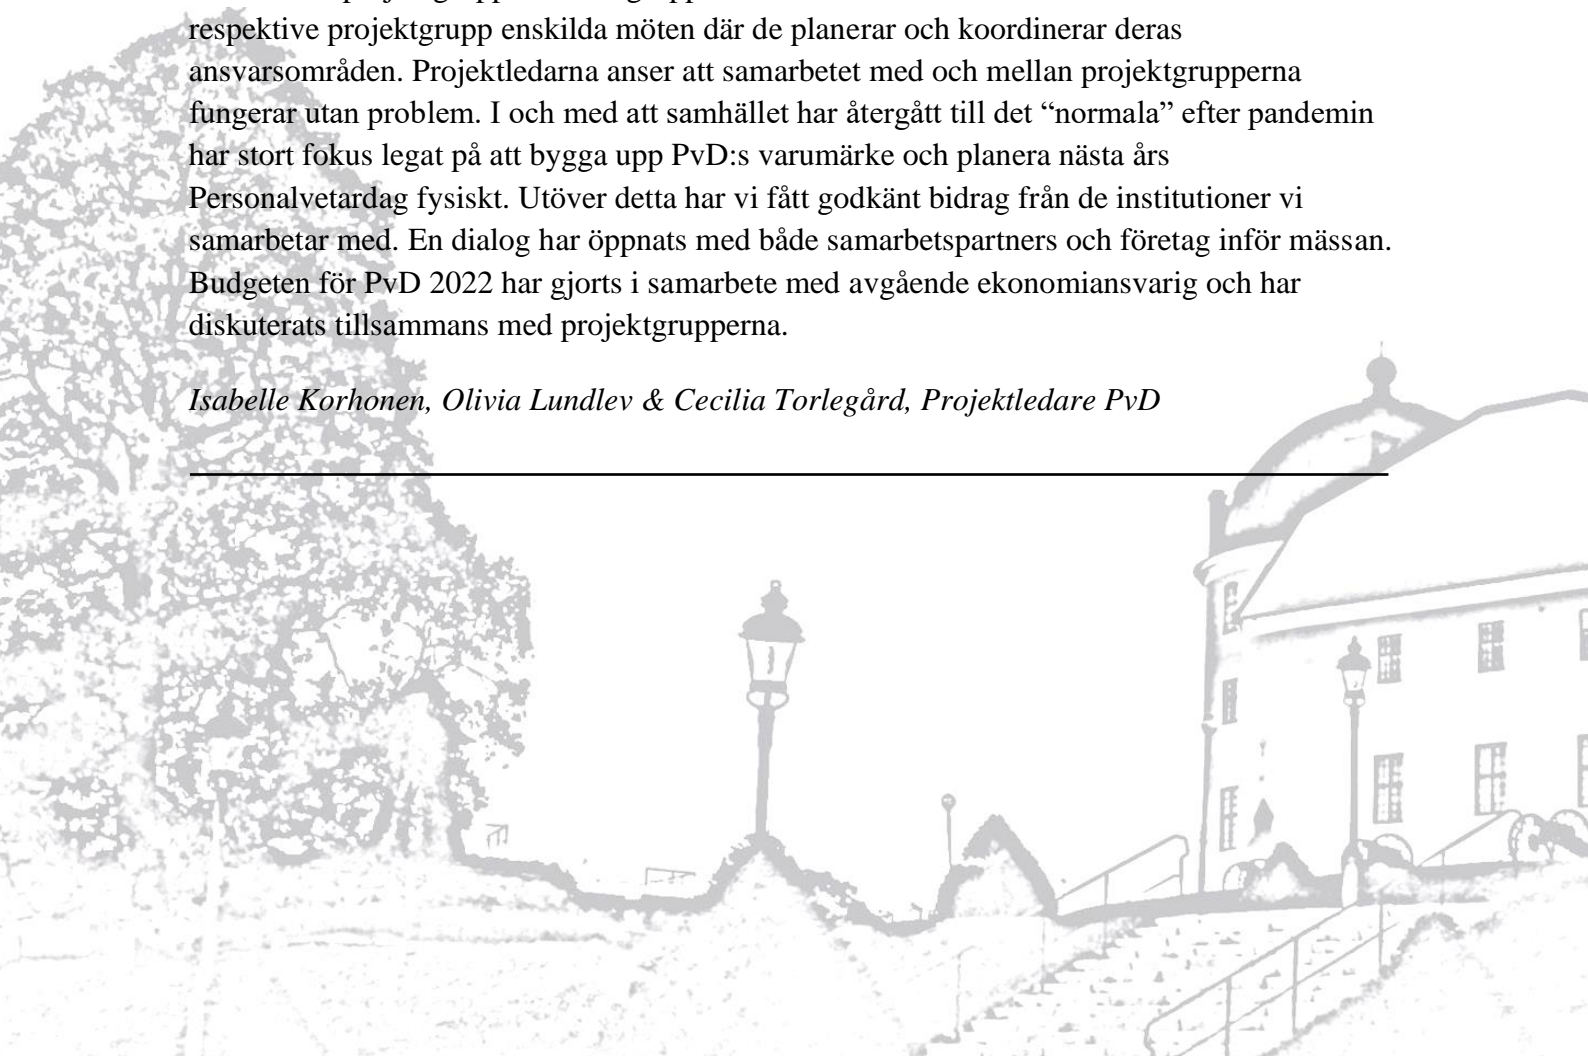 respektive projektgrupp enskilda möten där de planerar och koordinerar deras
ansvarsområden. Projektledarna anser att samarbetet med och mellan projektgrupperna
fungerar utan problem. I och med att samhället har återgått till det “normala” efter pandemin
har stort fokus legat på att bygga upp PvD:s varumärke och planera nästa års
Personalvetardag fysiskt. Utöver detta har vi fått godkänt bidrag från de institutioner vi
samarbetar med. En dialog har öppnats med både samarbetspartners och företag inför mässan.
Budgeten för PvD 2022 har gjorts i samarbete med avgående ekonomiansvarig och har
diskuterats tillsammans med projektgrupperna.
Isabelle Korhonen, Olivia Lundlev & Cecilia Torlegård, Projektledare PvD